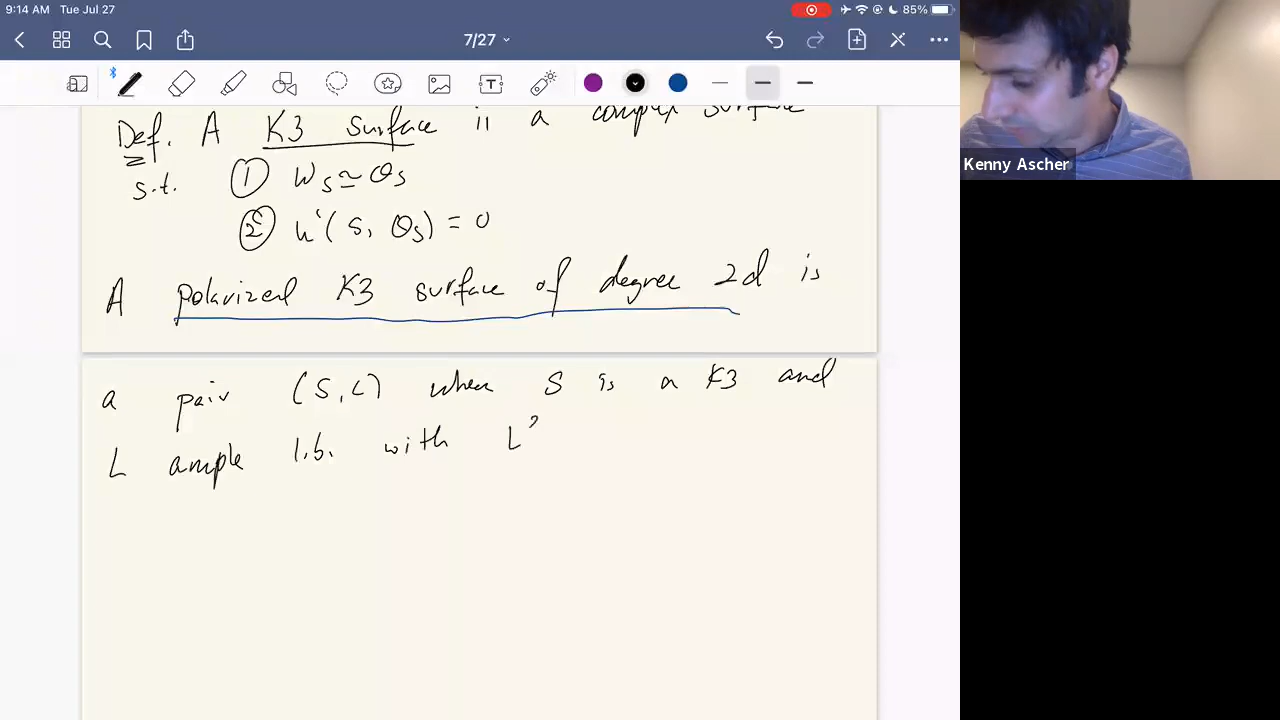 9:14 AM Tue Jul 27
85%
7/27
Def. A K3 surface is a complex surface
s.t. ① ω_S ≃ O_S
② h¹(S, O_S) = 0
A polarized K3 surface of degree 2d is
a pair (S, L) where S is a K3 and
L ample l.b. with L²
Kenny Ascher